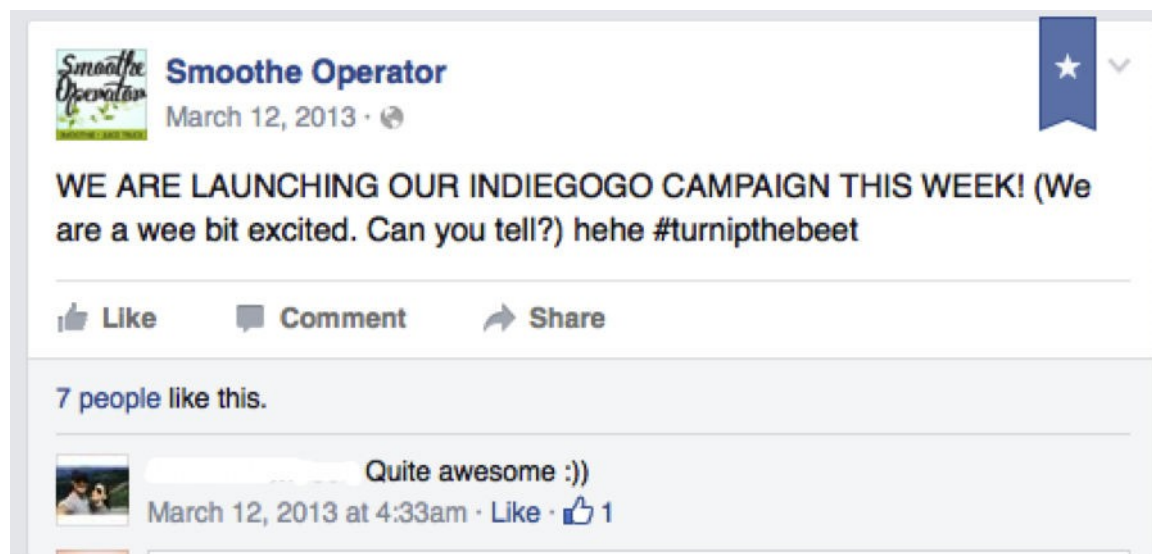 Smoothe
Operator
Smoothe Operator
March 12, 2013 ·
WE ARE LAUNCHING OUR INDIEGOGO CAMPAIGN THIS WEEK! (We
are a wee bit excited. Can you tell?) hehe #turnipthebeet
Like Comment Share
7 people like this.
Quite awesome :))
March 12, 2013 at 4:33am · Like · 1